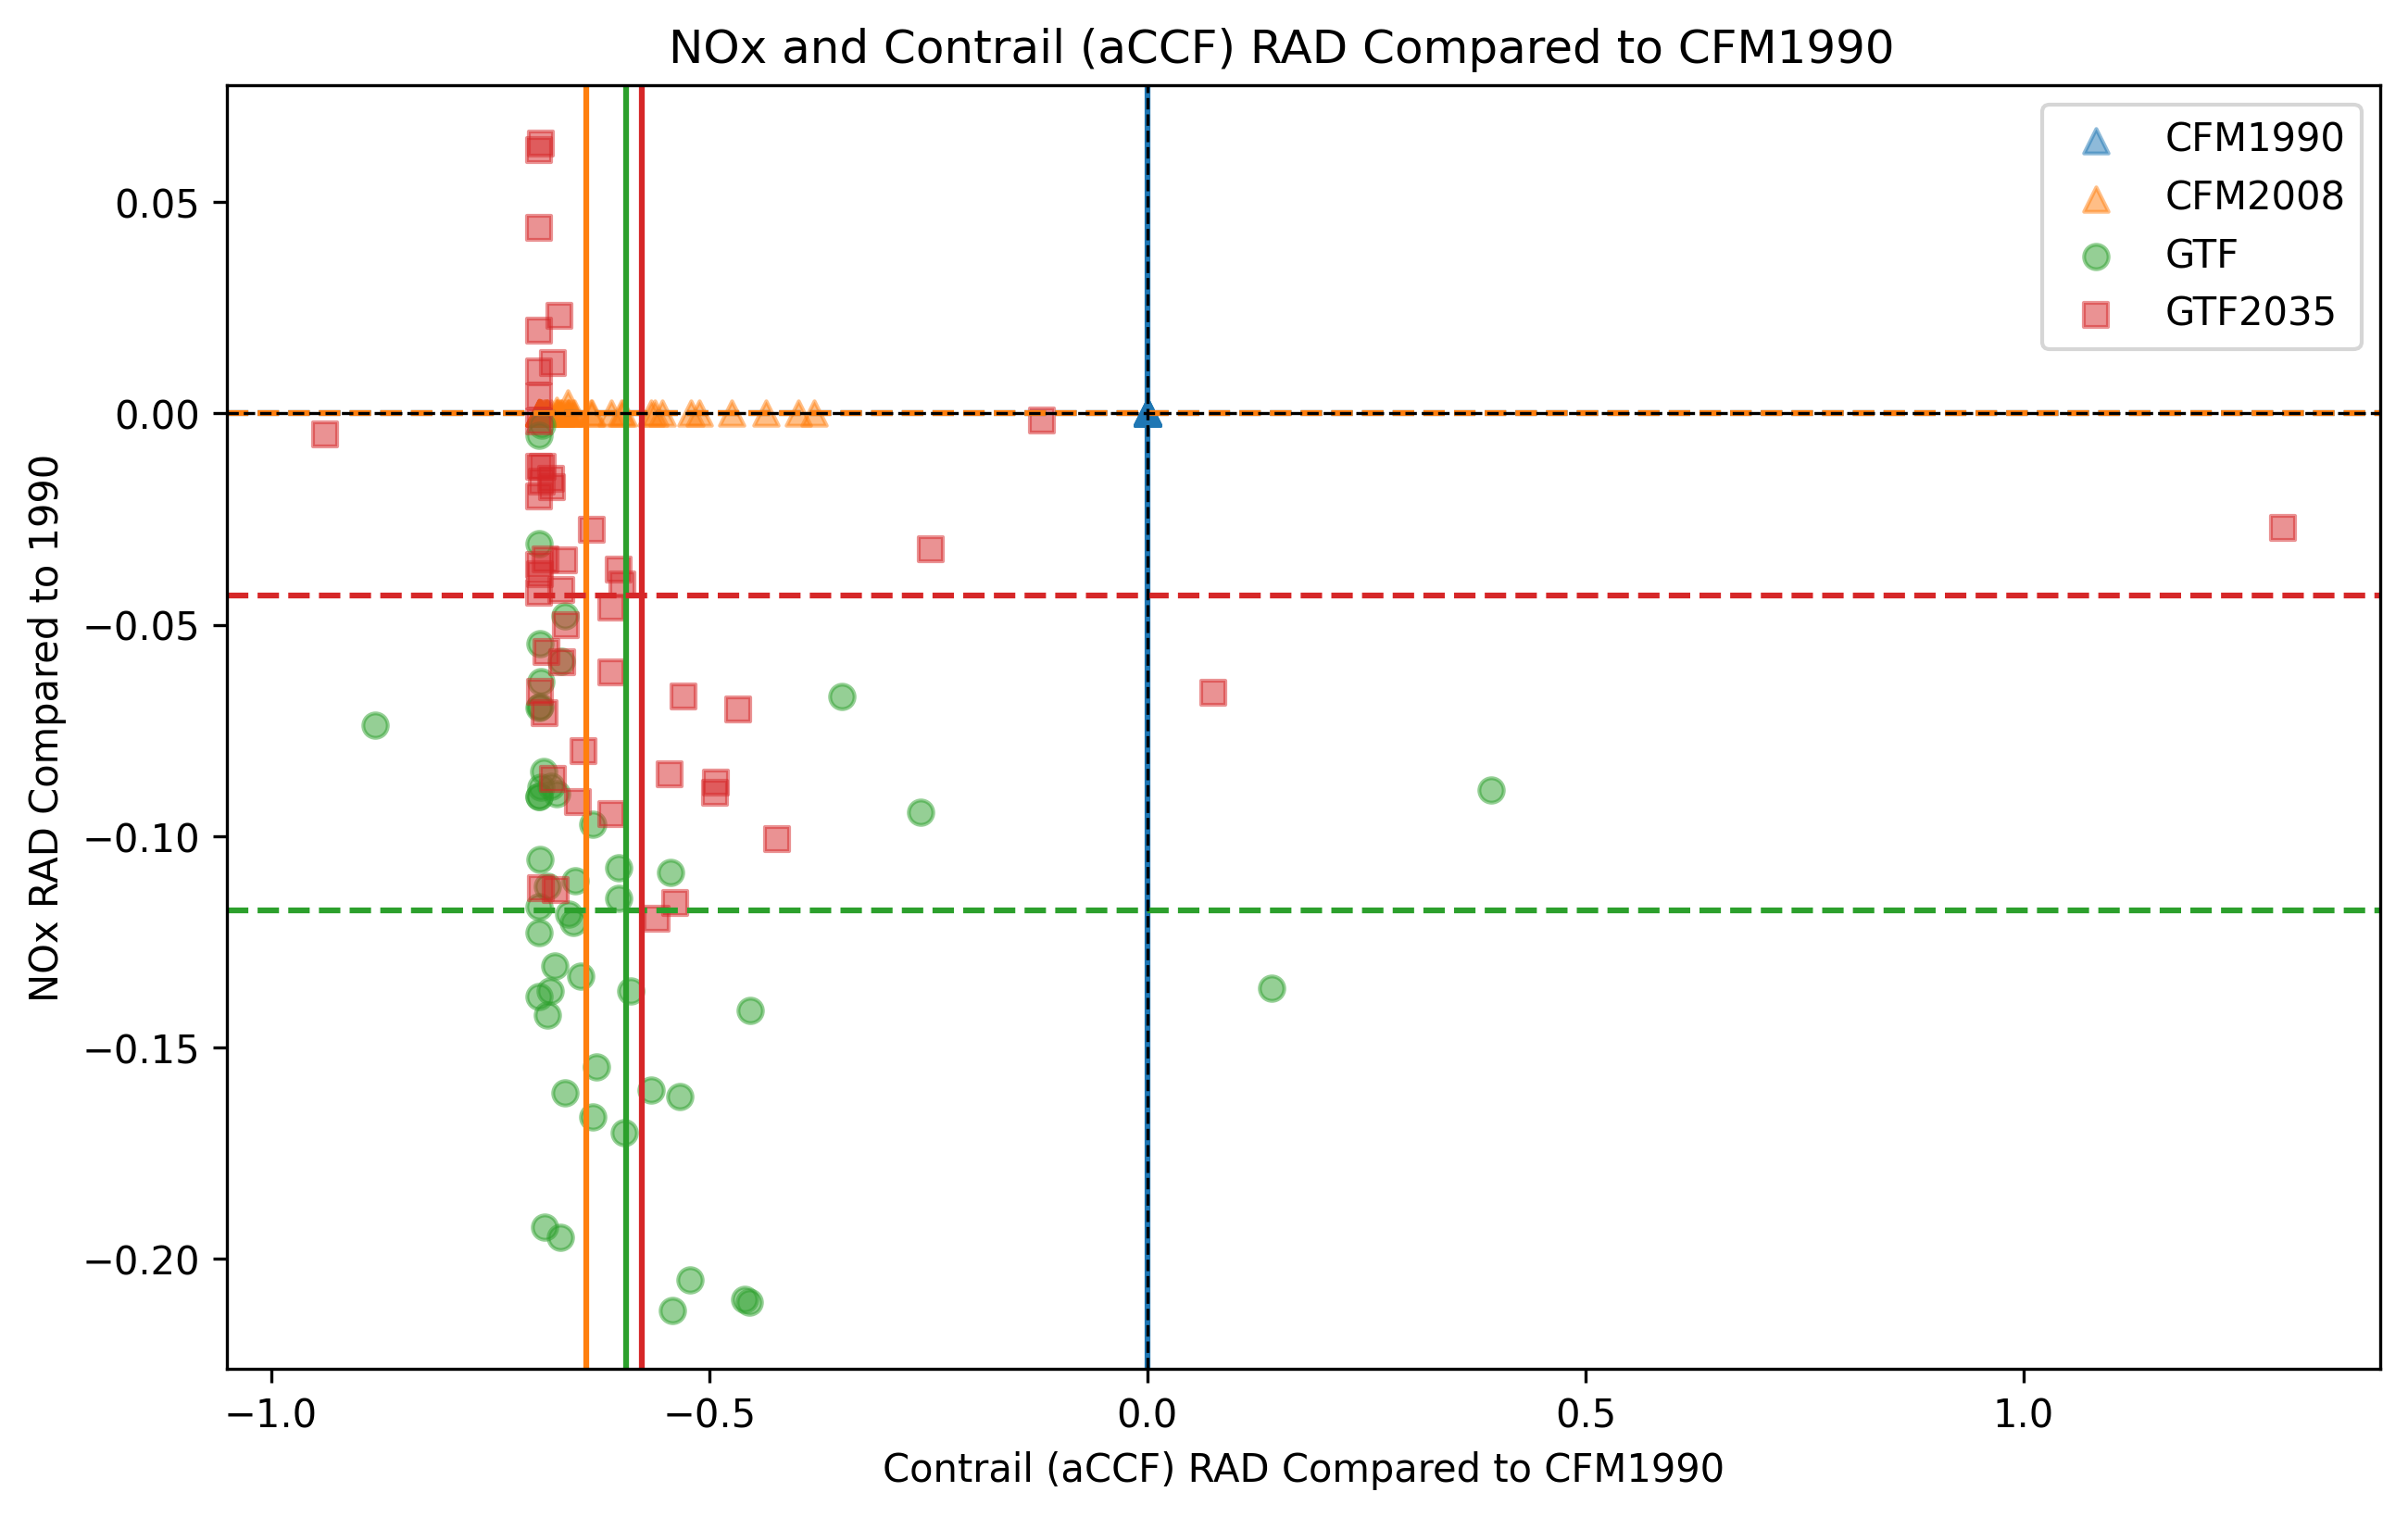 NOx and Contrail (aCCF) RAD Compared to CFM1990
CFM1990
CFM2008
GTF
GTF2035
NOx RAD Compared to 1990
0.05
0.00
−0.05
−0.10
−0.15
−0.20
−1.0
−0.5
0.0
0.5
1.0
Contrail (aCCF) RAD Compared to CFM1990